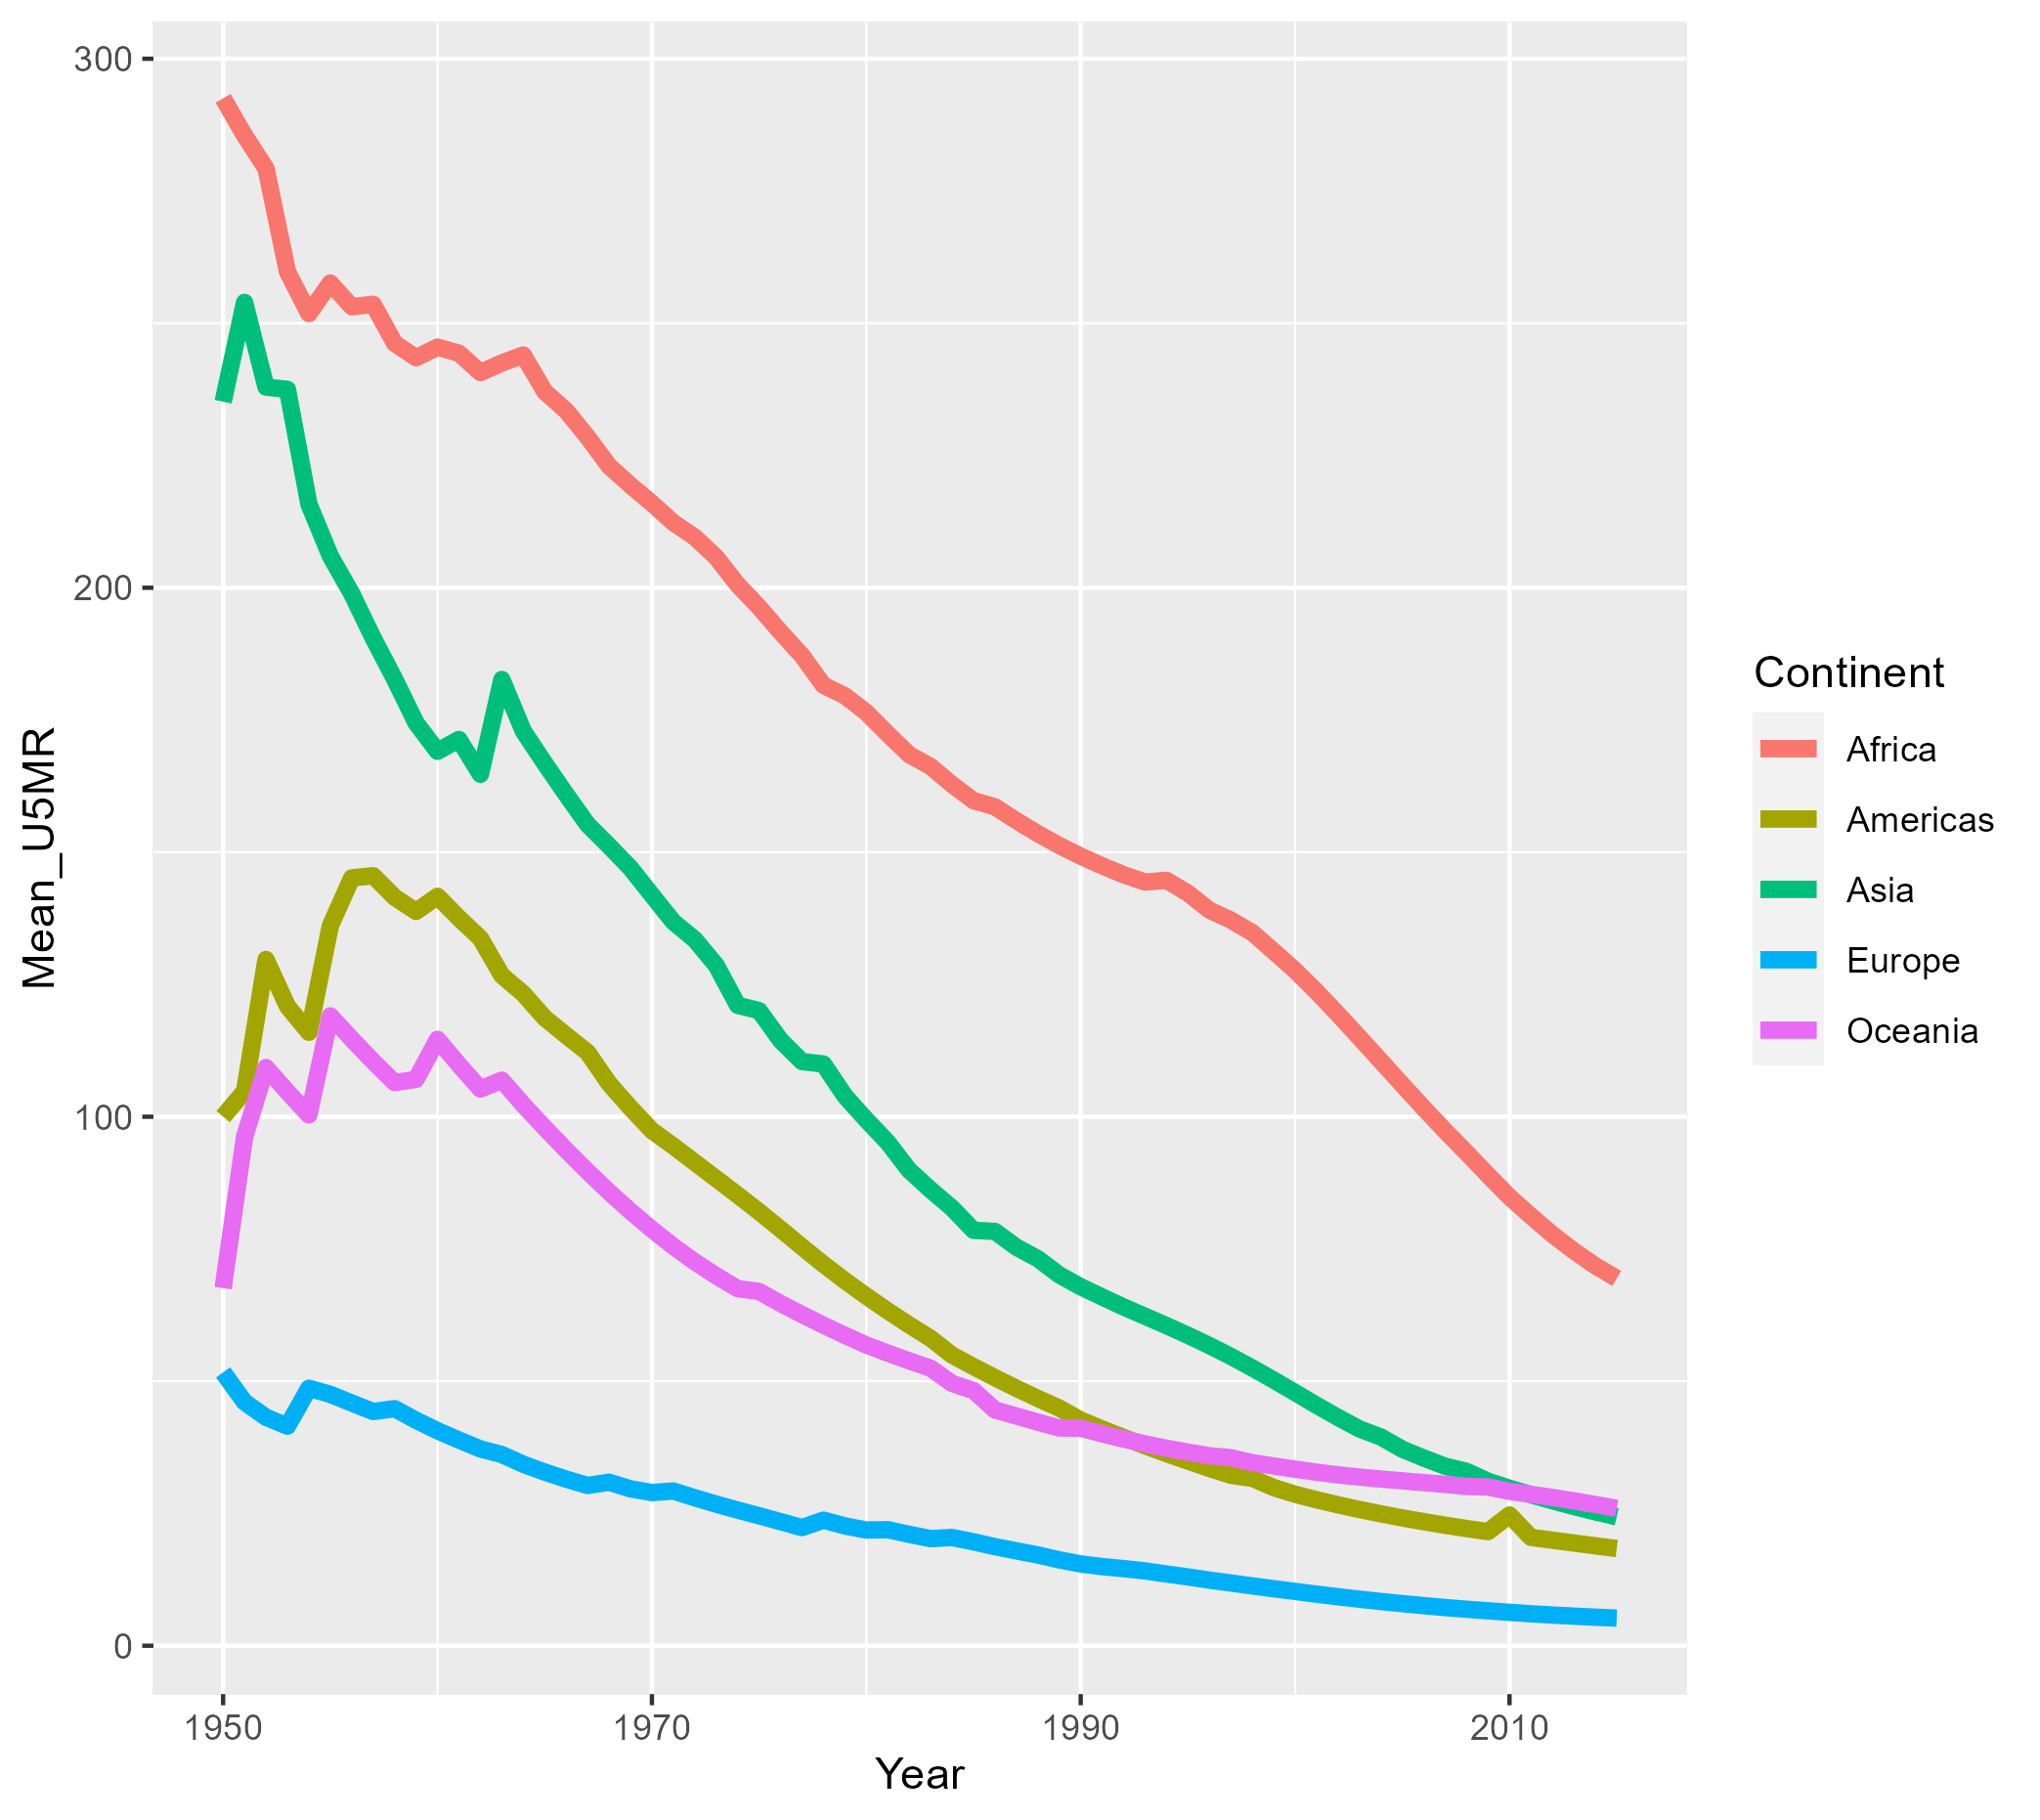 300
200
100
0
Mean_U5MR
1950 1970 1990 2010
Year
Continent
Africa
Americas
Asia
Europe
Oceania